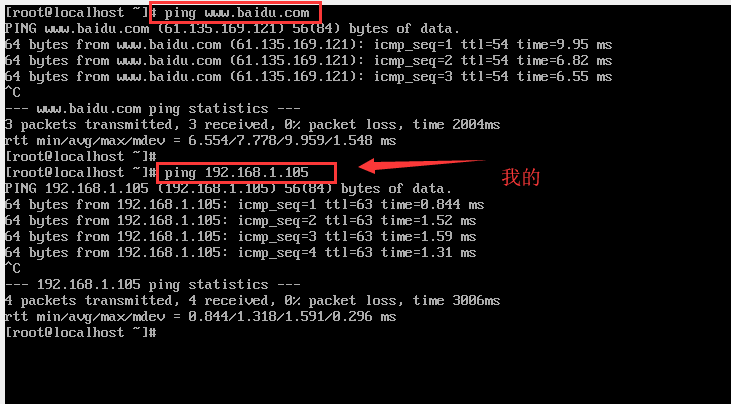 [root@localhost ~]# ping www.baidu.com
PING www.baidu.com (61.135.169.121) 56(84) bytes of data.
64 bytes from www.baidu.com (61.135.169.121): icmp_seq=1 ttl=54 time=9.95 ms
64 bytes from www.baidu.com (61.135.169.121): icmp_seq=2 ttl=54 time=6.82 ms
64 bytes from www.baidu.com (61.135.169.121): icmp_seq=3 ttl=54 time=6.55 ms
^C
--- www.baidu.com ping statistics ---
3 packets transmitted, 3 received, 0% packet loss, time 2004ms
rtt min/avg/max/mdev = 6.554/7.778/9.959/1.548 ms
[root@localhost ~]#
[root@localhost ~]# ping 192.168.1.105
我的
PING 192.168.1.105 (192.168.1.105) 56(84) bytes of data.
64 bytes from 192.168.1.105: icmp_seq=1 ttl=63 time=0.844 ms
64 bytes from 192.168.1.105: icmp_seq=2 ttl=63 time=1.52 ms
64 bytes from 192.168.1.105: icmp_seq=3 ttl=63 time=1.59 ms
64 bytes from 192.168.1.105: icmp_seq=4 ttl=63 time=1.31 ms
^C
--- 192.168.1.105 ping statistics ---
4 packets transmitted, 4 received, 0% packet loss, time 3006ms
rtt min/avg/max/mdev = 0.844/1.318/1.591/0.296 ms
[root@localhost ~]#